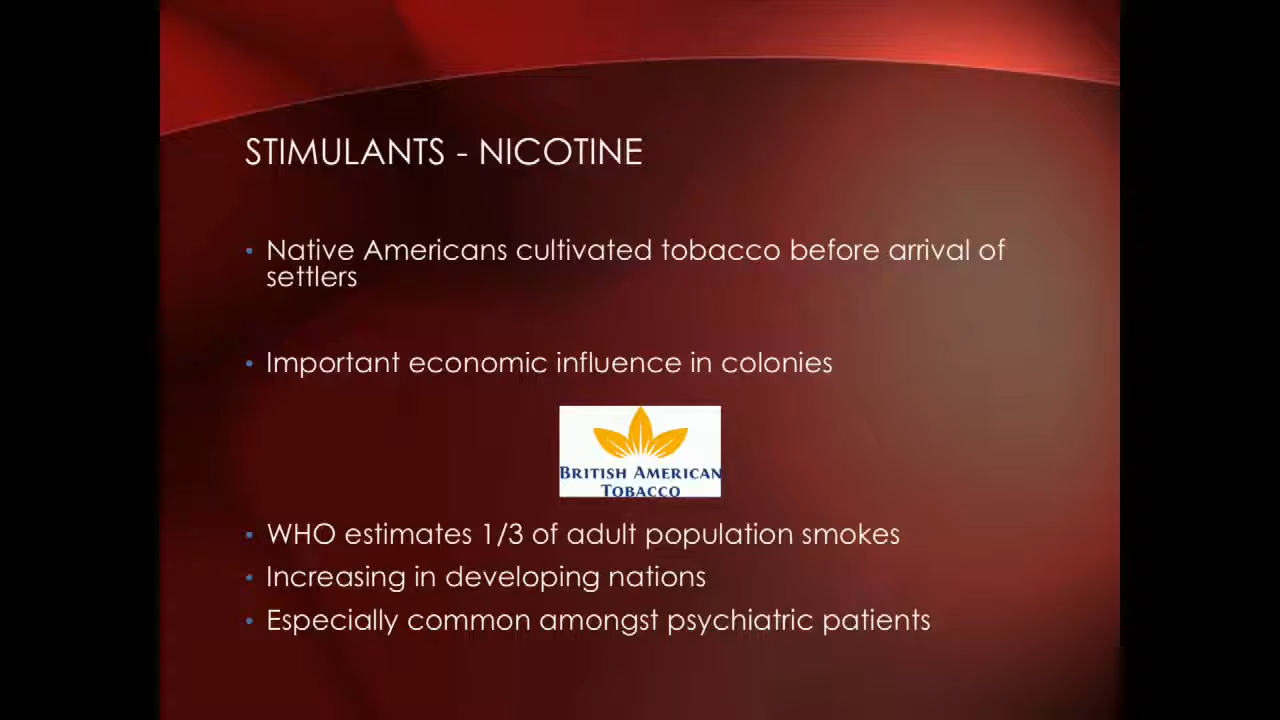 STIMULANTS - NICOTINE
• Native Americans cultivated tobacco before arrival of
settlers
• Important economic influence in colonies
BRITISH AMERICAN
TOBACCO
• WHO estimates 1/3 of adult population smokes
• Increasing in developing nations
• Especially common amongst psychiatric patients